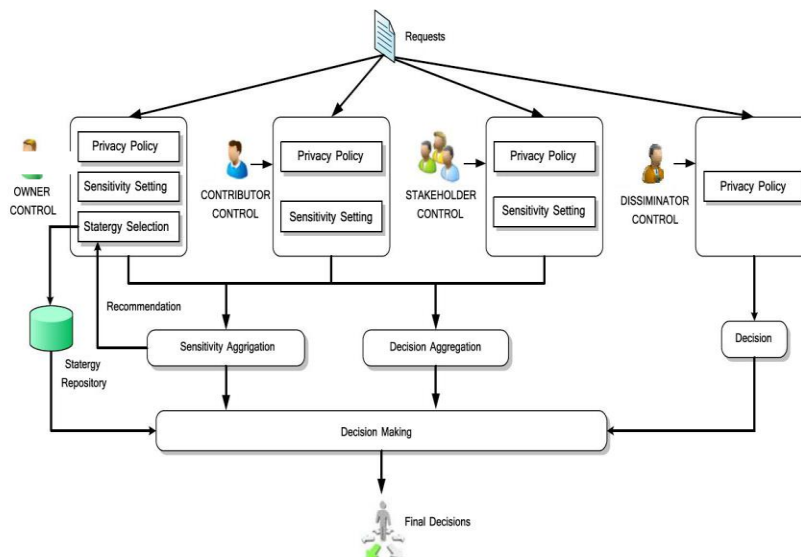 Requests
Privacy Policy
Sensitivity Setting
Statergy Selection
OWNER
CONTROL
Privacy Policy
Sensitivity Setting
CONTRIBUTOR
CONTROL
Privacy Policy
Sensitivity Setting
STAKEHOLDER
CONTROL
Privacy Policy
DISSIMINATOR
CONTROL
Recommendation
Statergy
Repository
Sensitivity Aggrigation
Decision Aggregation
Decision
Decision Making
Final Decisions